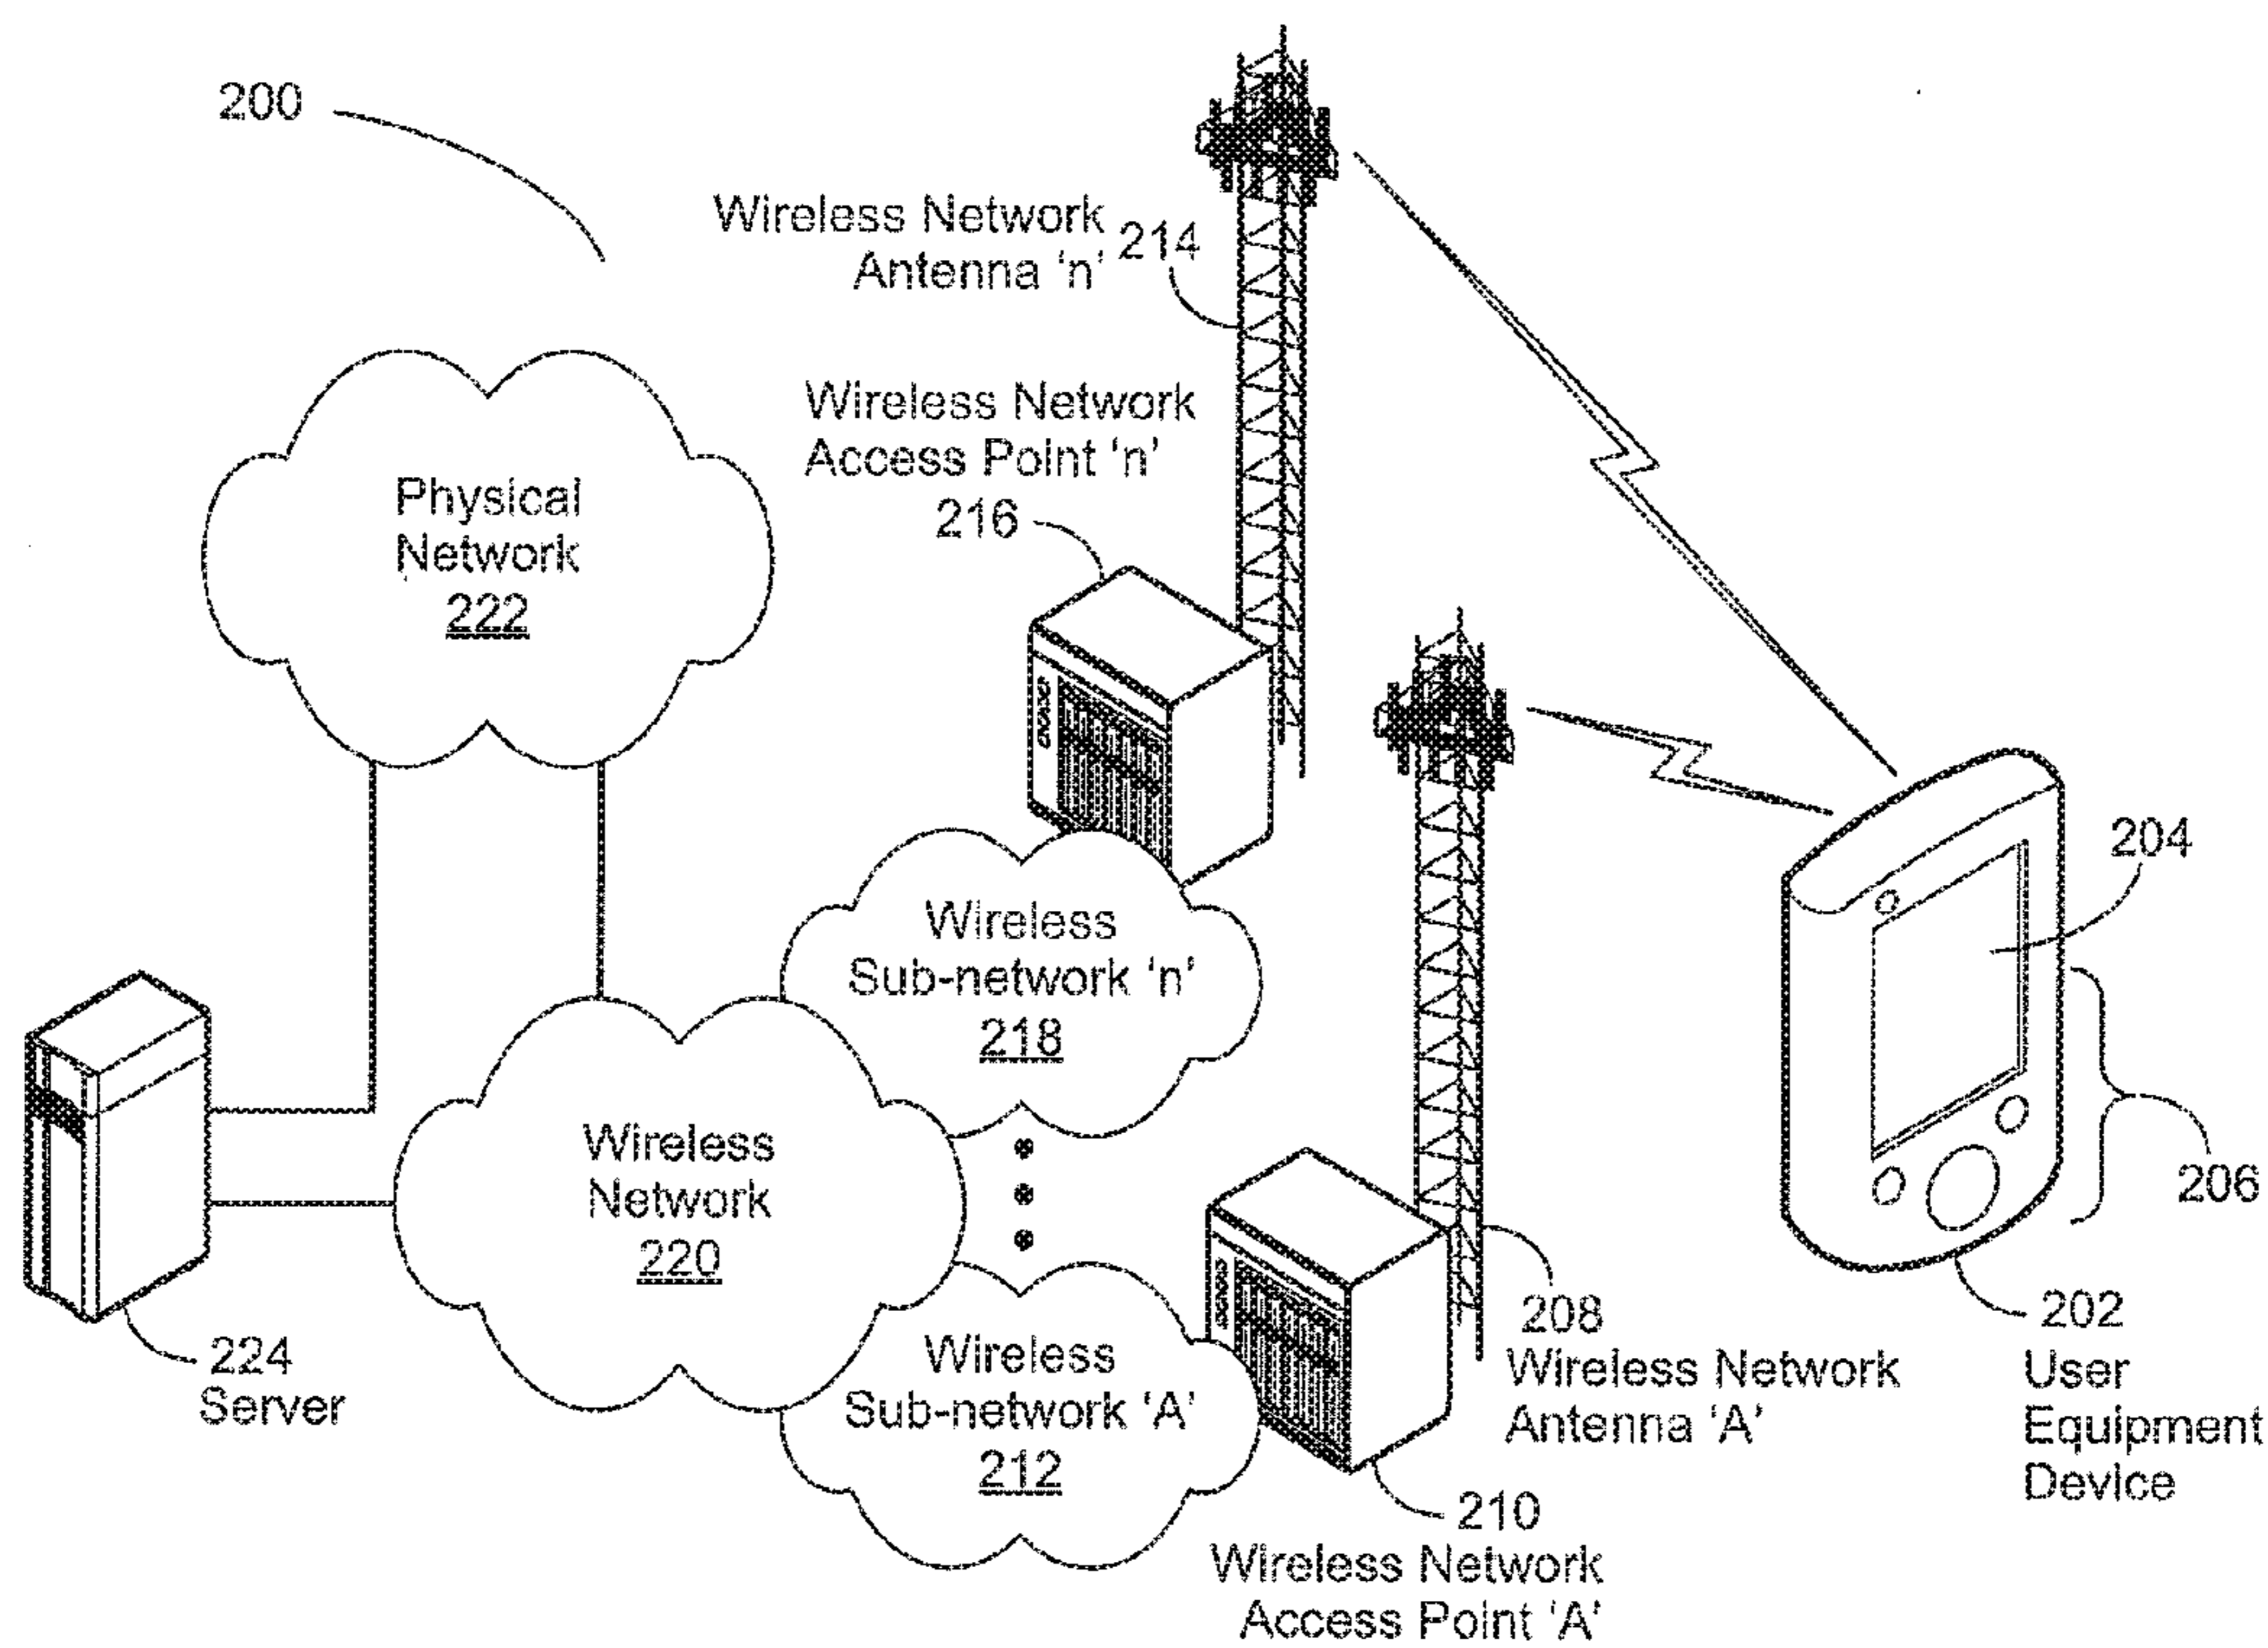 200
Wireless Network
Antenna 'n'
214
Wireless Network
Access Point 'n'
216
Physical
Network
222
204
Wireless
Sub-network 'n'
218
206
Wireless
Network
220
224
Server
Wireless
Sub-network 'A'
212
208
Wireless Network
Antenna 'A'
202
User
Equipment
Device
210
Wireless Network
Access Point 'A'